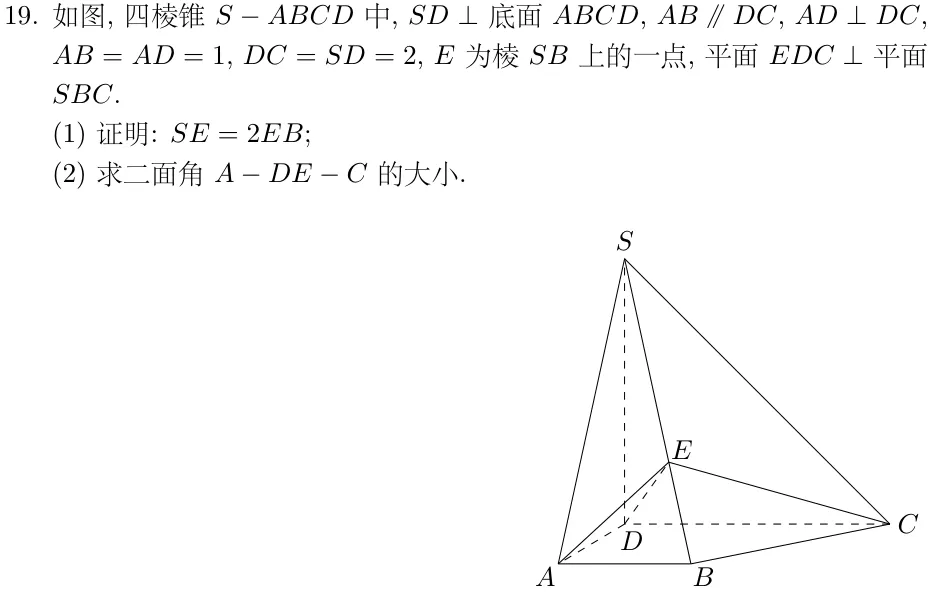 19. 如图, 四棱锥 S − ABCD 中, SD ⊥ 底面 ABCD, AB ∥ DC, AD ⊥ DC,
AB = AD = 1, DC = SD = 2, E 为棱 SB 上的一点, 平面 EDC ⊥ 平面
SBC.
(1) 证明: SE = 2EB;
(2) 求二面角 A − DE − C 的大小.
S
E
D
C
A
B